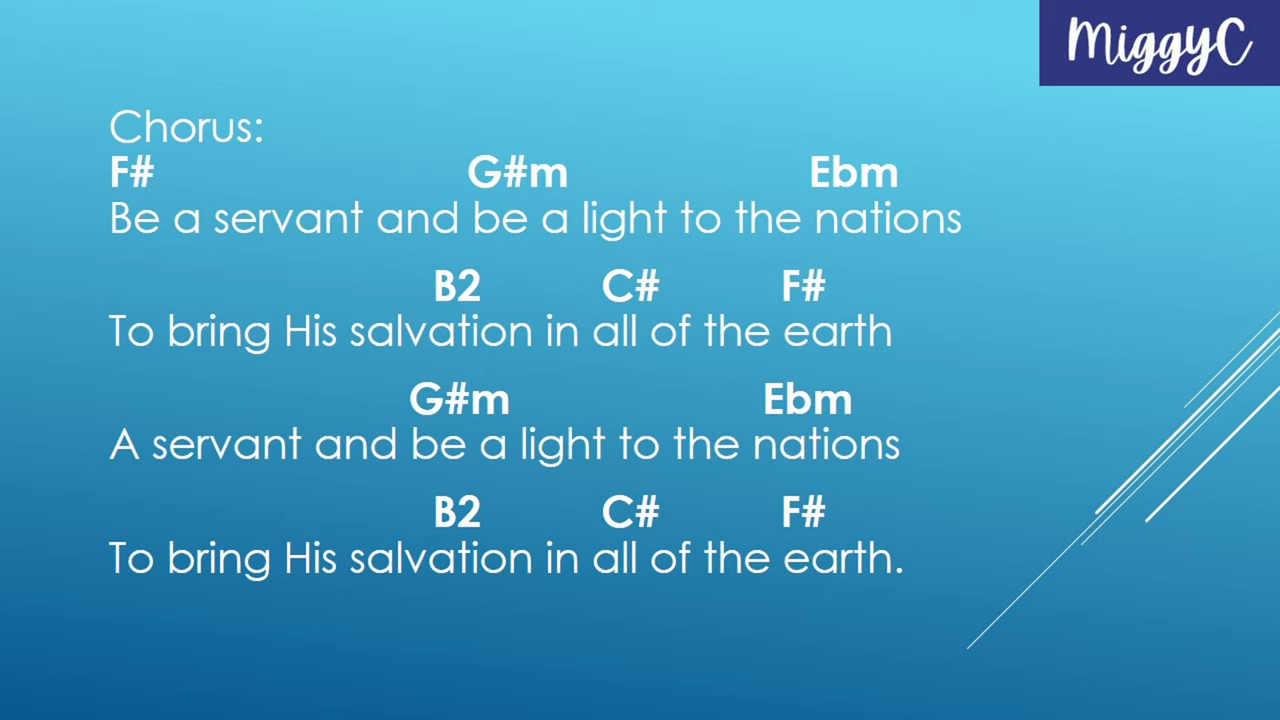 MiggyC
Chorus:
F# G#m Ebm
Be a servant and be a light to the nations
B2 C# F#
To bring His salvation in all of the earth
G#m Ebm
A servant and be a light to the nations
B2 C# F#
To bring His salvation in all of the earth.